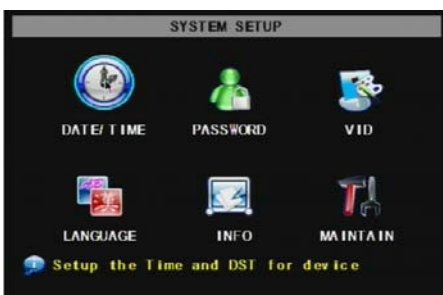 SYSTEM SETUP
DATE/TIME PASSWORD VID
LANGUAGE INFO MAINTAIN
Setup the Time and DST for device